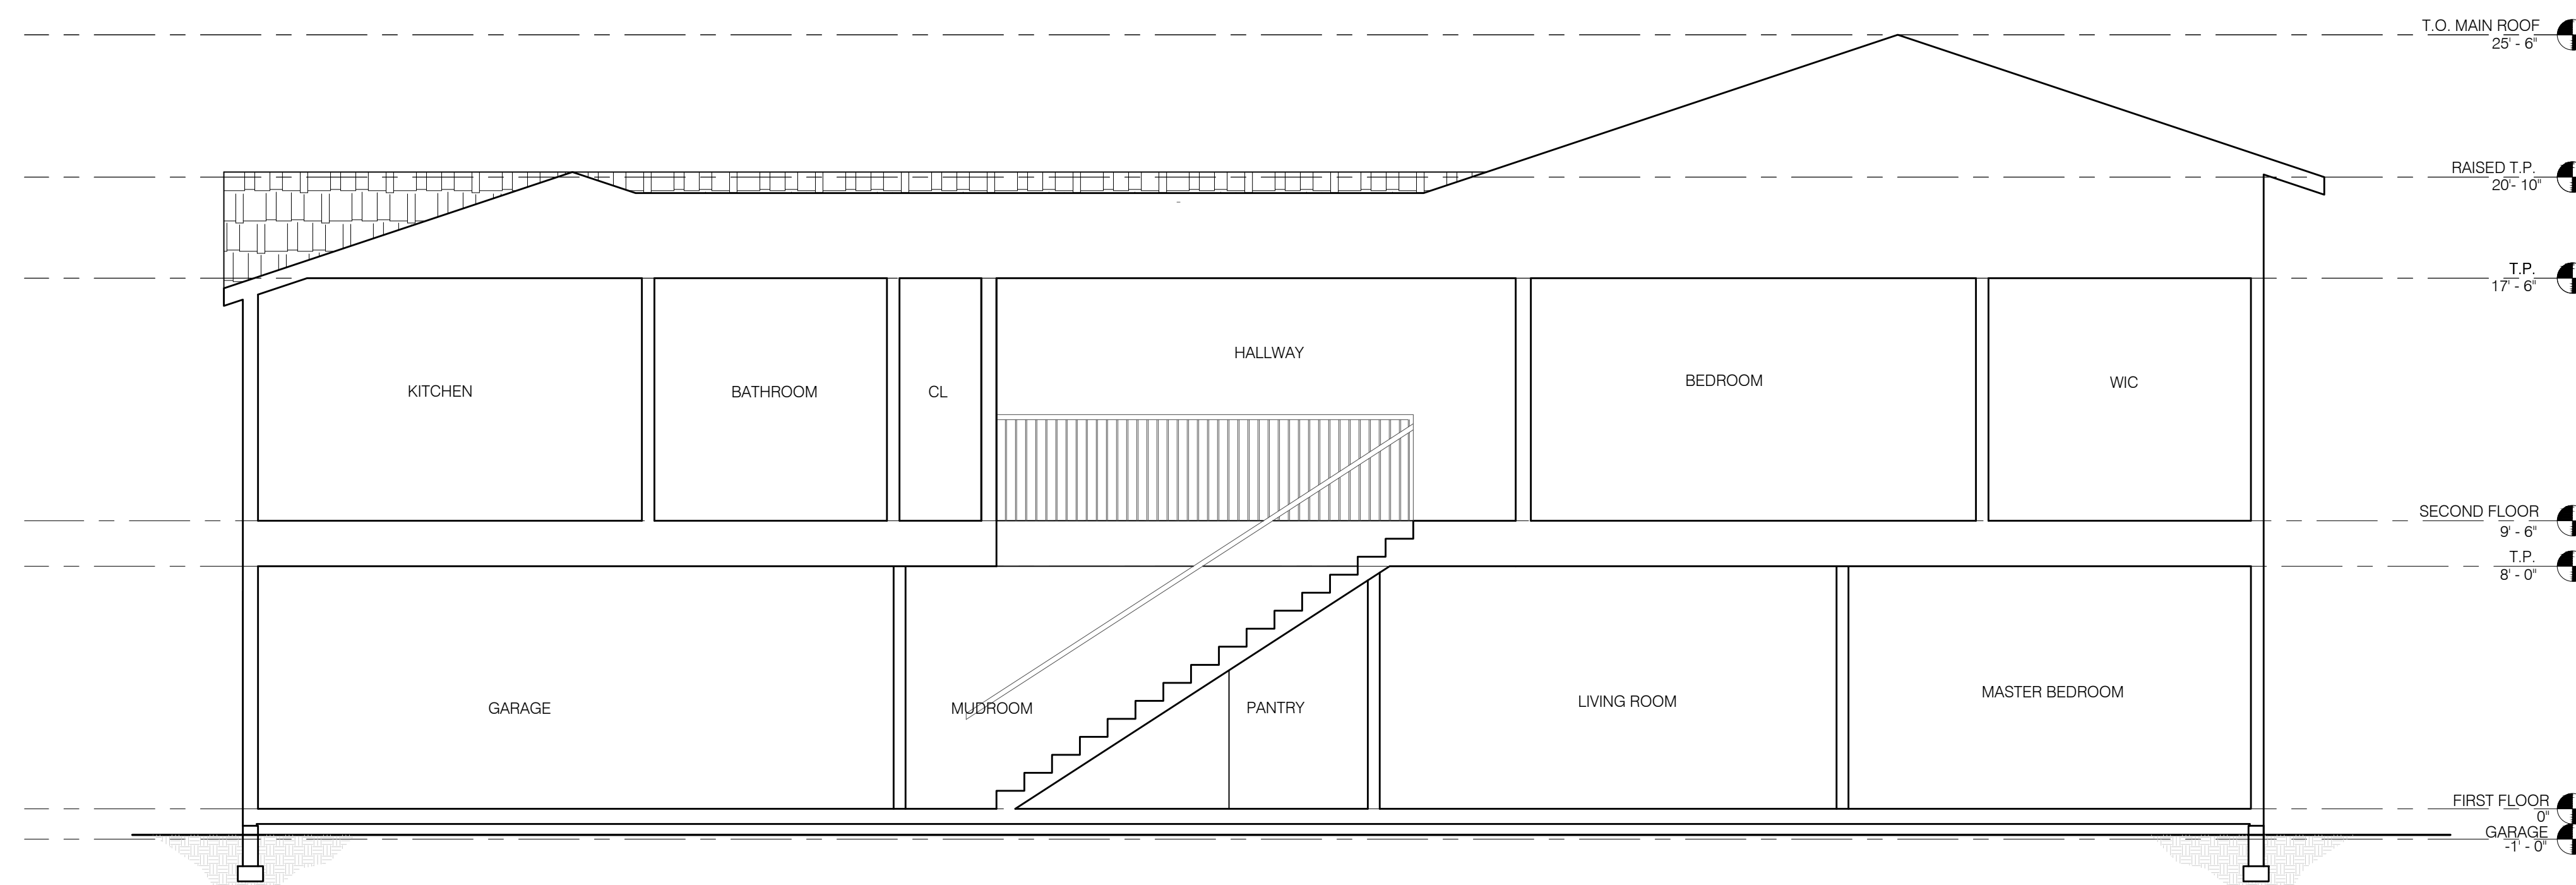 T.O. MAIN ROOF
25' - 6"
RAISED T.P.
20'- 10"
T.P.
17' - 6"
HALLWAY
BEDROOM
WIC
KITCHEN
BATHROOM
CL
SECOND FLOOR
9' - 6"
T.P.
8' - 0"
MASTER BEDROOM
LIVING ROOM
GARAGE
MUDROOM
PANTRY
FIRST FLOOR
0"
GARAGE
-1' - 0"